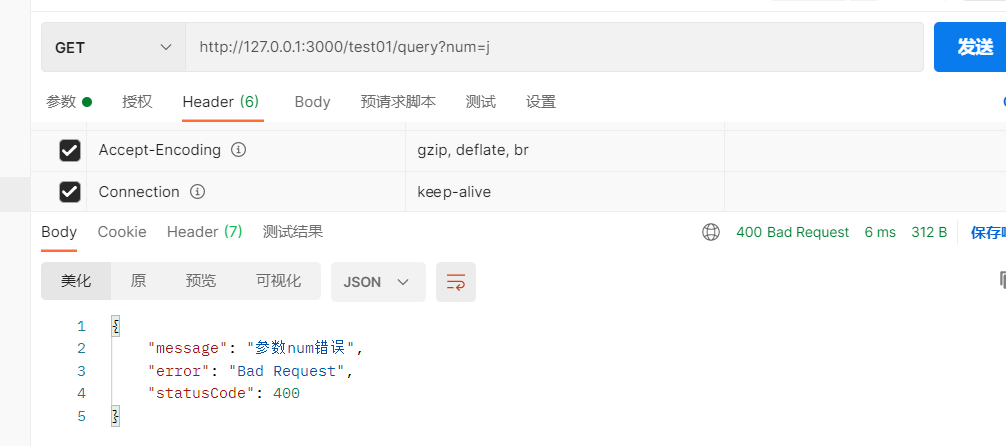 GET http://127.0.0.1:3000/test01/query?num=j 发送
参数 授权 Header (6) Body 预请求脚本 测试 设置
Accept-Encoding gzip, deflate, br
Connection keep-alive
Body Cookie Header (7) 测试结果 400 Bad Request 6 ms 312 B 保存
美化 原 预览 可视化 JSON
1 {
2 "message": "参数num错误",
3 "error": "Bad Request",
4 "statusCode": 400
5 }